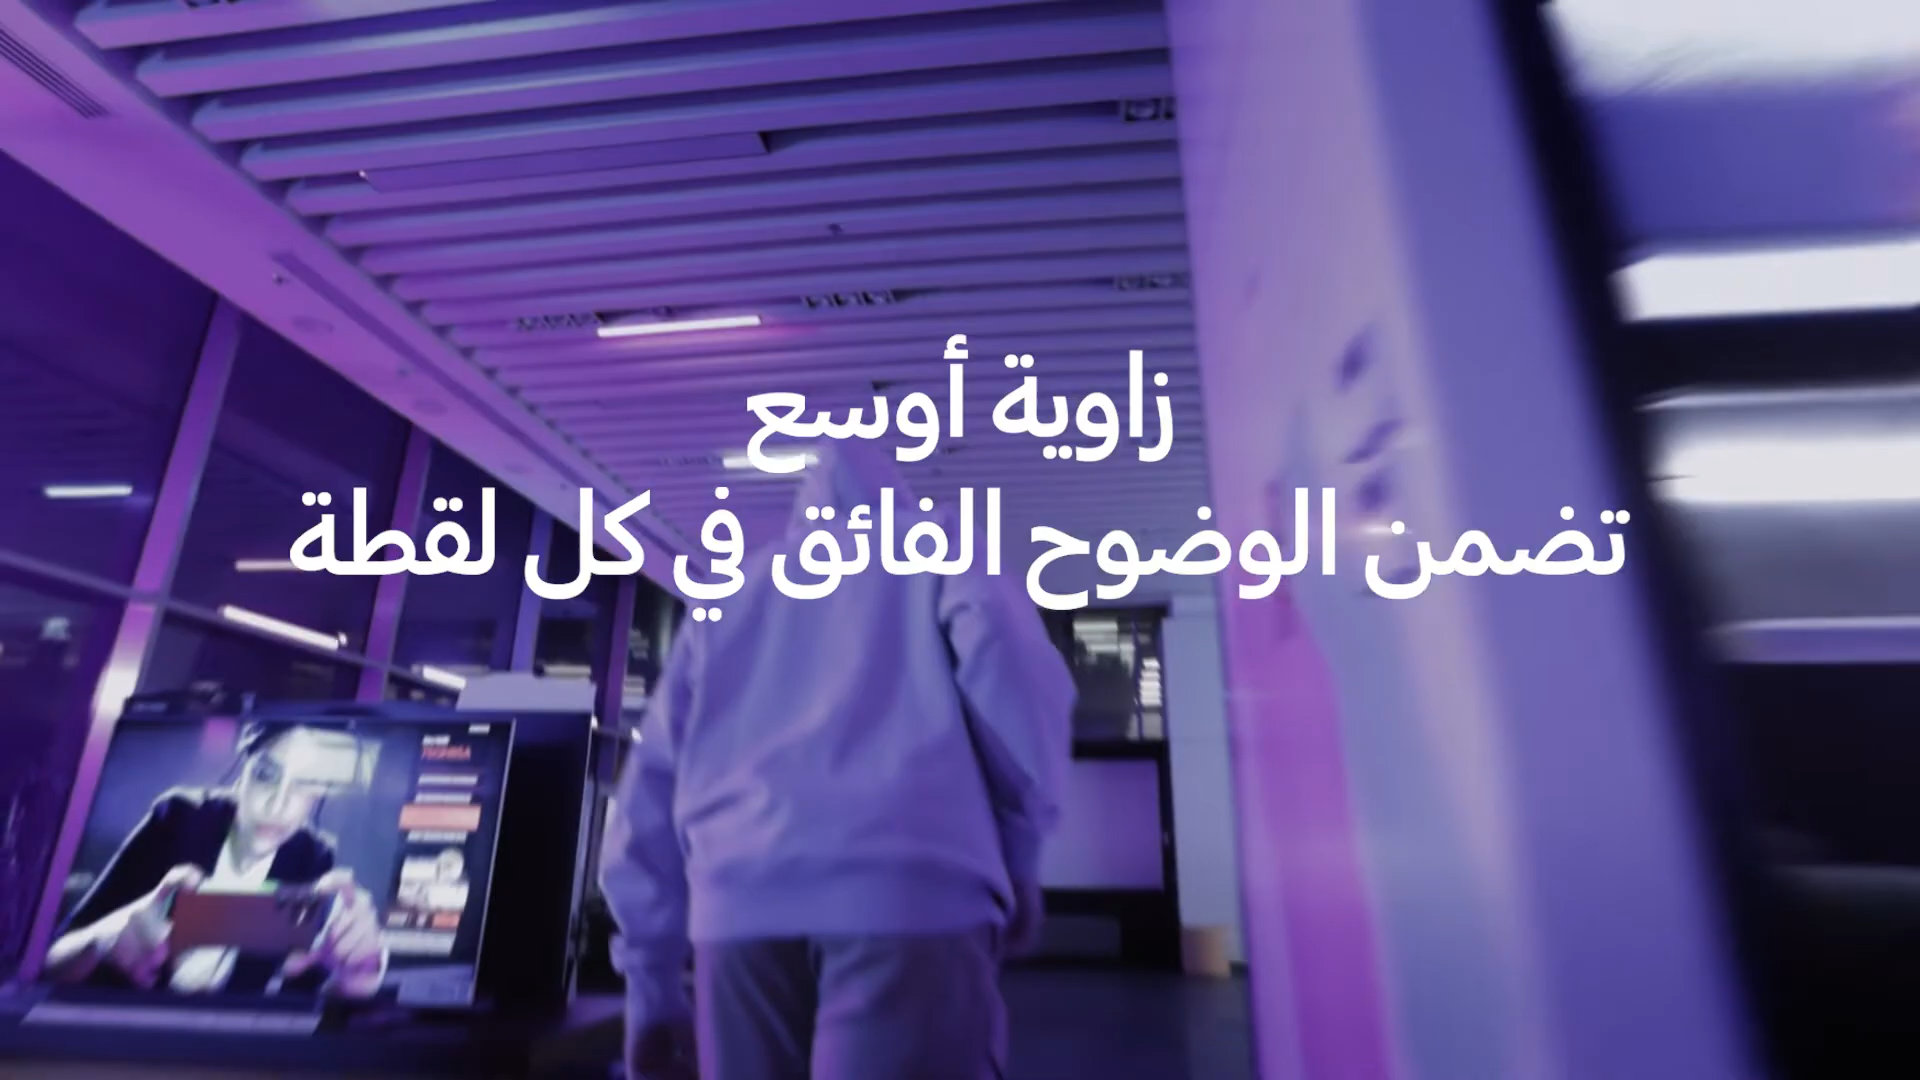 زاوية أوسع
تضمن الوضوح الفائق في كل لقطة